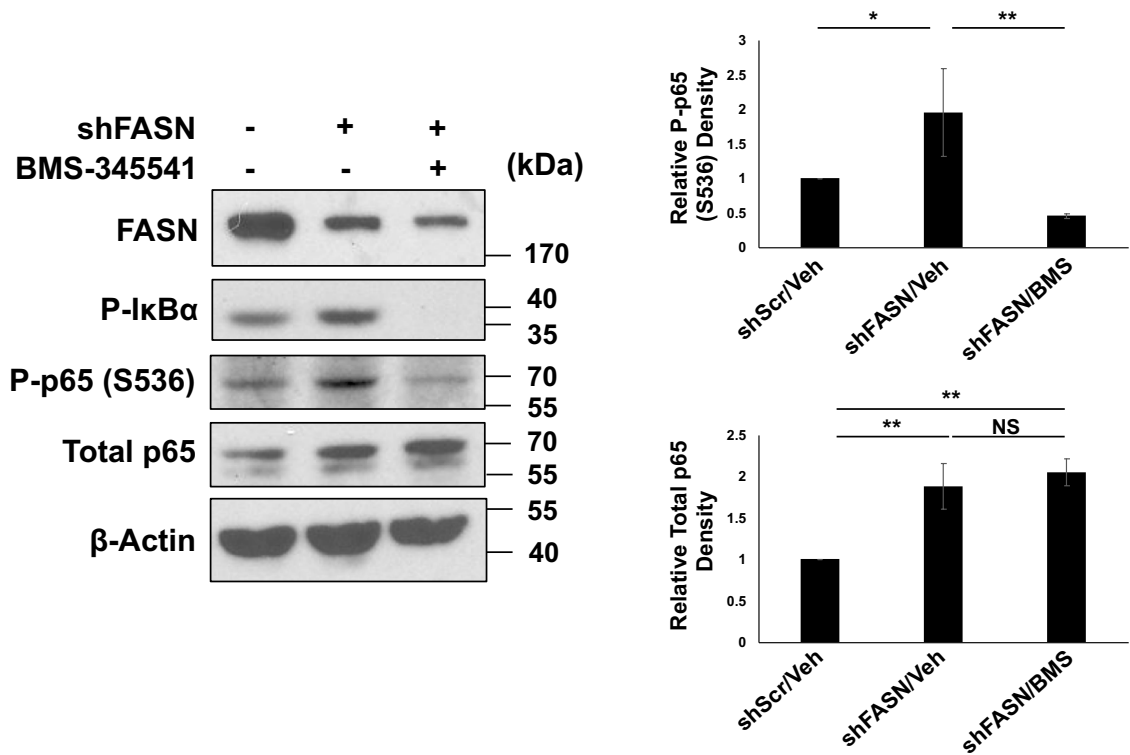 shFASN - + +
BMS-345541 - - + (kDa)
FASN
170
P-IκBα
40
35
P-p65 (S536)
70
55
Total p65
70
55
β-Actin
55
40
* **
Relative P-p65
(S536) Density
3
2.5
2
1.5
1
0.5
0
shScr/Veh
shFASN/Veh
shFASN/BMS
**
** NS
Relative Total p65
Density
2.5
2
1.5
1
0.5
0
shScr/Veh
shFASN/Veh
shFASN/BMS